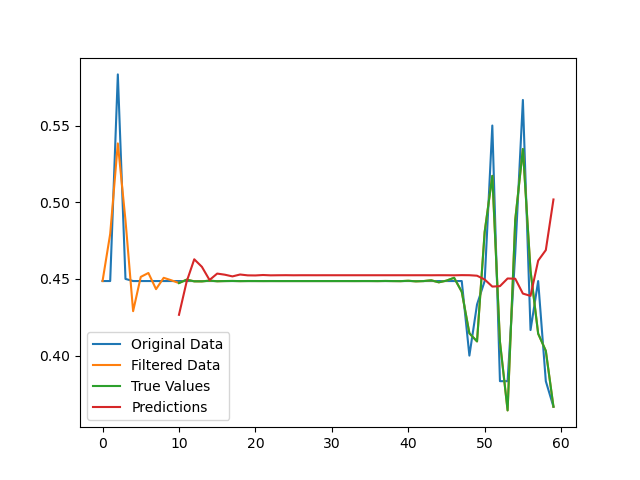 0.55
0.50
0.45
0.40
Original Data
Filtered Data
True Values
Predictions
0 10 20 30 40 50 60